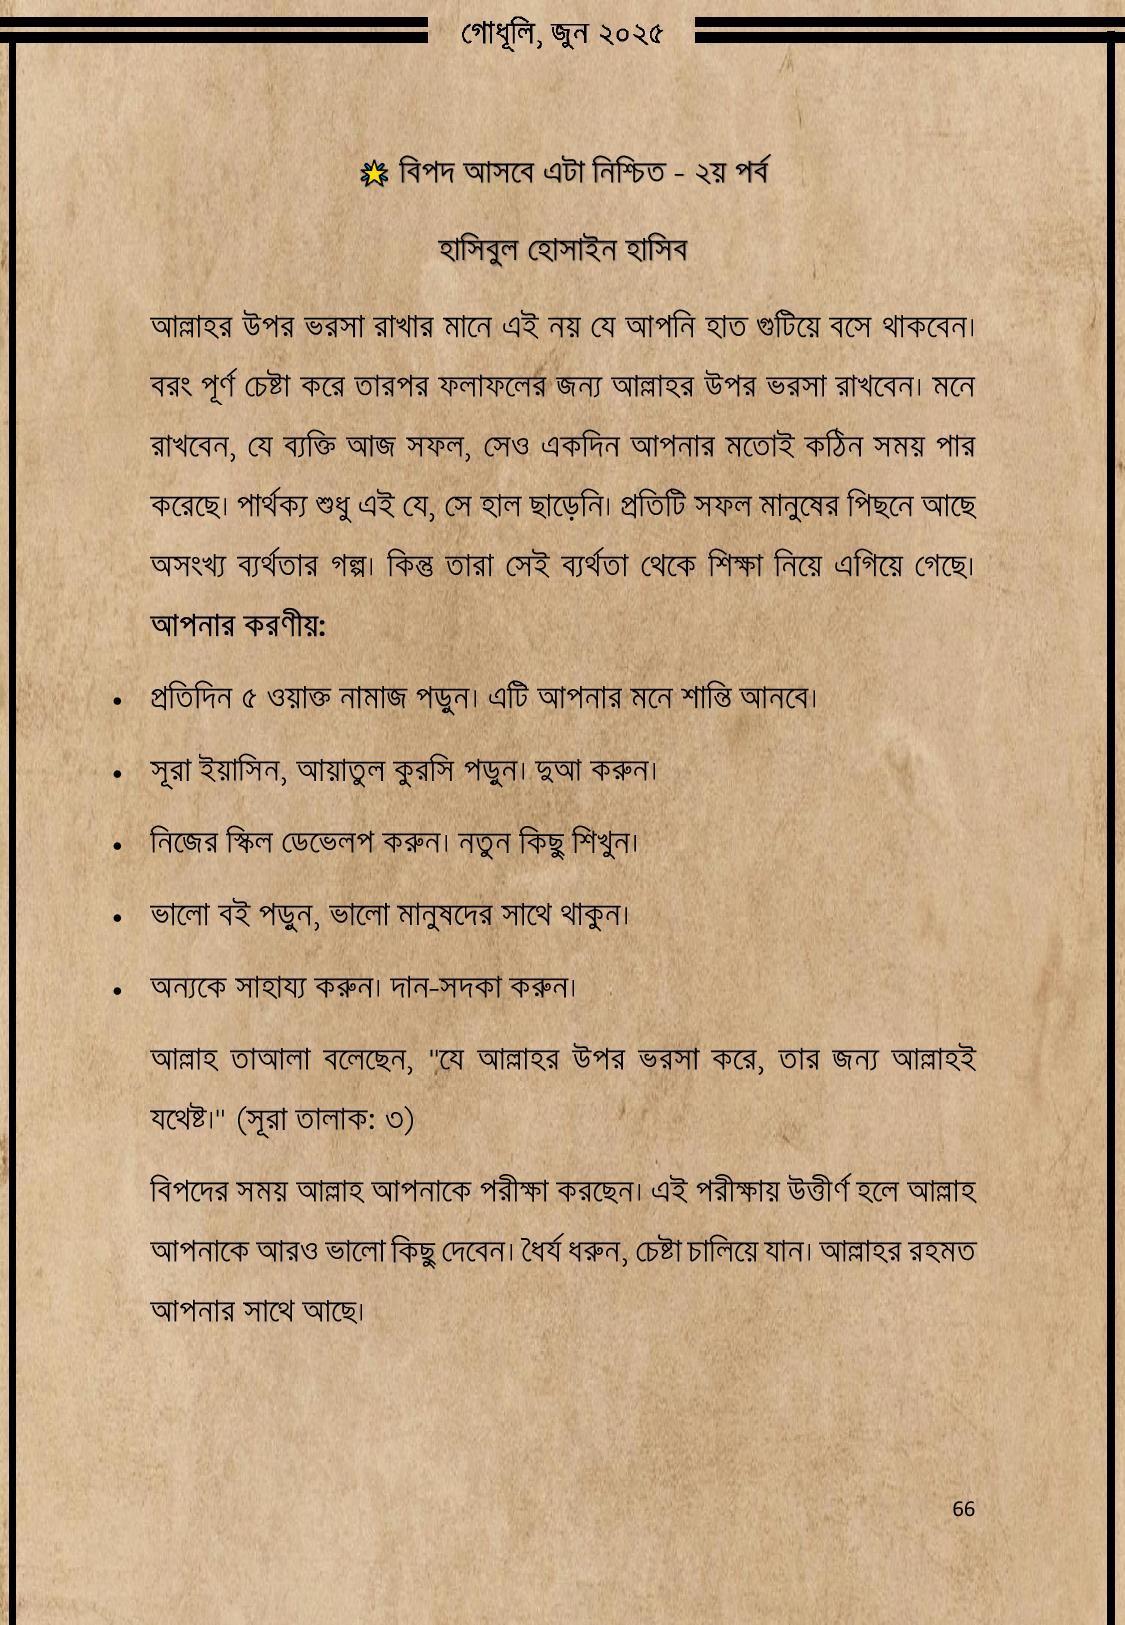 গোধূলি, জুন ২০২৫
🌟 বিপদ আসবে এটা নিশ্চিত - ২য় পর্ব
হাসিবুল হোসাইন হাসিব
আল্লাহর উপর ভরসা রাখার মানে এই নয় যে আপনি হাত গুটিয়ে বসে থাকবেন।
বরং পূর্ণ চেষ্টা করে তারপর ফলাফলের জন্য আল্লাহর উপর ভরসা রাখবেন। মনে
রাখবেন, যে ব্যক্তি আজ সফল, সেও একদিন আপনার মতোই কঠিন সময় পার
করেছে। পার্থক্য শুধু এই যে, সে হাল ছাড়েনি। প্রতিটি সফল মানুষের পিছনে আছে
অসংখ্য ব্যর্থতার গল্প। কিন্তু তারা সেই ব্যর্থতা থেকে শিক্ষা নিয়ে এগিয়ে গেছে।
আপনার করণীয়:
• প্রতিদিন ৫ ওয়াক্ত নামাজ পড়ুন। এটি আপনার মনে শান্তি আনবে।
• সূরা ইয়াসিন, আয়াতুল কুরসি পড়ুন। দুআ করুন।
• নিজের স্কিল ডেভেলপ করুন। নতুন কিছু শিখুন।
• ভালো বই পড়ুন, ভালো মানুষদের সাথে থাকুন।
• অন্যকে সাহায্য করুন। দান-সদকা করুন।
আল্লাহ তাআলা বলেছেন, "যে আল্লাহর উপর ভরসা করে, তার জন্য আল্লাহই
যথেষ্ট।" (সূরা তালাক: ৩)
বিপদের সময় আল্লাহ আপনাকে পরীক্ষা করছেন। এই পরীক্ষায় উত্তীর্ণ হলে আল্লাহ
আপনাকে আরও ভালো কিছু দেবেন। ধৈর্য ধরুন, চেষ্টা চালিয়ে যান। আল্লাহর রহমত
আপনার সাথে আছে।
66